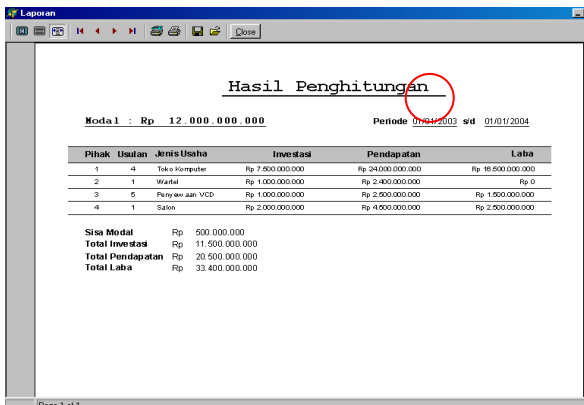 Laporan
Close
Hasil Penghitungan
Modal : Rp 12.000.000.000
Periode 01/01/2003 s/d 01/01/2004
Pihak Usulan Jenis Usaha Investasi Pendapatan Laba
1 4 Toko Komputer Rp 7.500.000.000 Rp 24.000.000.000 Rp 16.500.000.000
2 1 Wartel Rp 1.000.000.000 Rp 2.400.000.000 Rp 0
3 5 Penyewaan VCD Rp 1.000.000.000 Rp 2.500.000.000 Rp 1.500.000.000
4 1 Salon Rp 2.000.000.000 Rp 4.500.000.000 Rp 2.500.000.000
Sisa Modal Rp 500.000.000
Total Investasi Rp 11.500.000.000
Total Pendapatan Rp 20.500.000.000
Total Laba Rp 33.400.000.000
Page 1 of 1